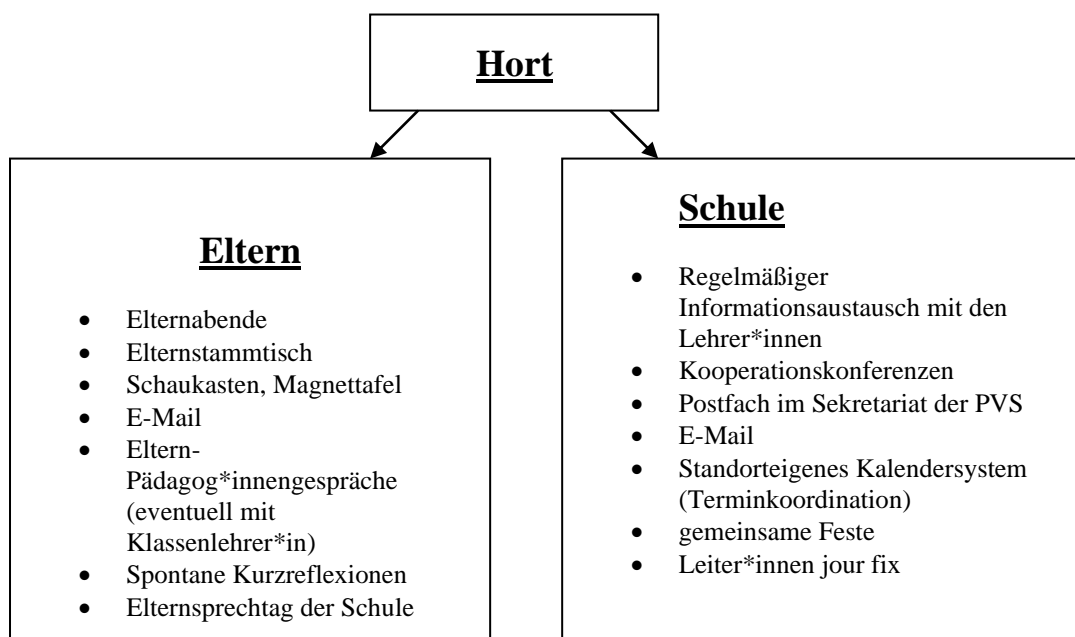 Hort
Eltern
• Elternabende
• Elternstammtisch
• Schaukasten, Magnettafel
• E-Mail
• Eltern-
Pädagog*innengespräche
(eventuell mit
Klassenlehrer*in)
• Spontane Kurzreflexionen
• Elternsprechtag der Schule
Schule
• Regelmäßiger
Informationsaustausch mit den
Lehrer*innen
• Kooperationskonferenzen
• Postfach im Sekretariat der PVS
• E-Mail
• Standorteigenes Kalendersystem
(Terminkoordination)
• gemeinsame Feste
• Leiter*innen jour fix